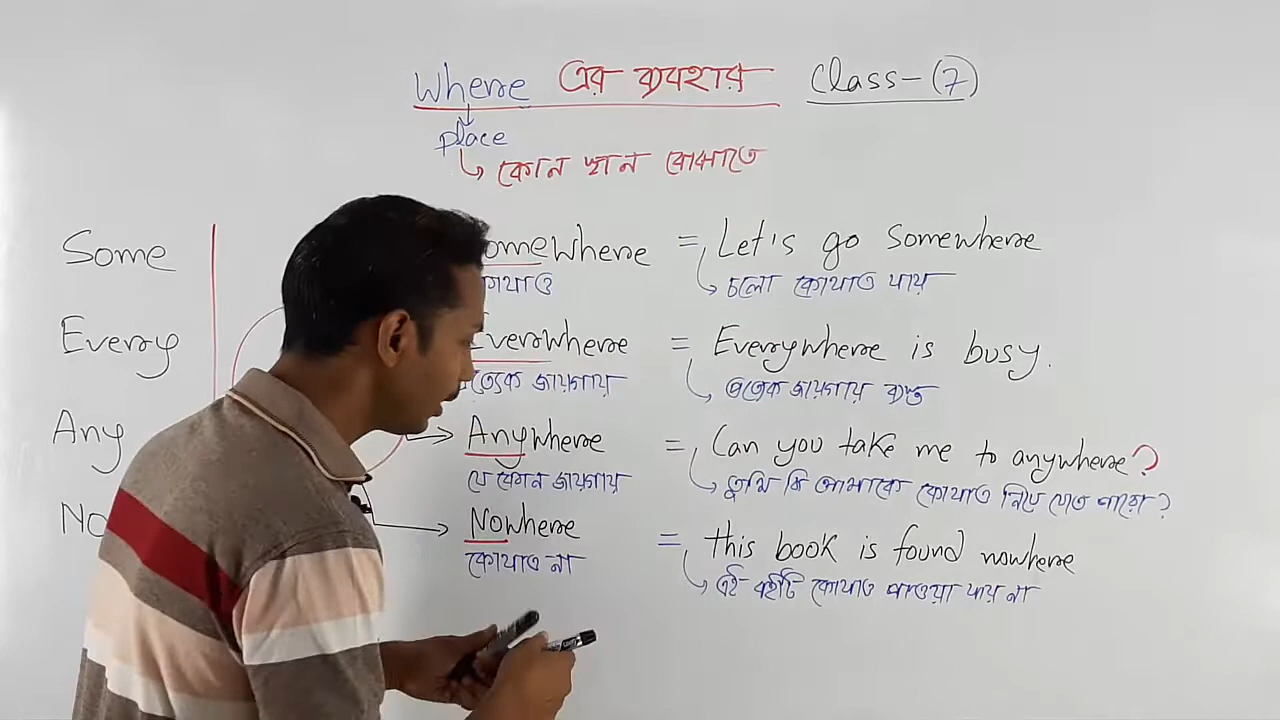 Where এর ব্যবহার Class-(7)
place
কোন স্থান বোঝাতে
Some omewhere = Let's go somewhere
চলো কোথাও যায়
Every Everwhere = Everywhere is busy.
জায়গায় প্রত্যেক জায়গায় ব্যস্ত
Any Anywhere = Can you take me to anywhere?
যে কোন জায়গায় তুমি কি আমাকে কোথাও নিয়ে যেতে পারো?
No Nowhere = this book is found nowhere
কোথাও না এই বইটি কোথাও পাওয়া যায় না